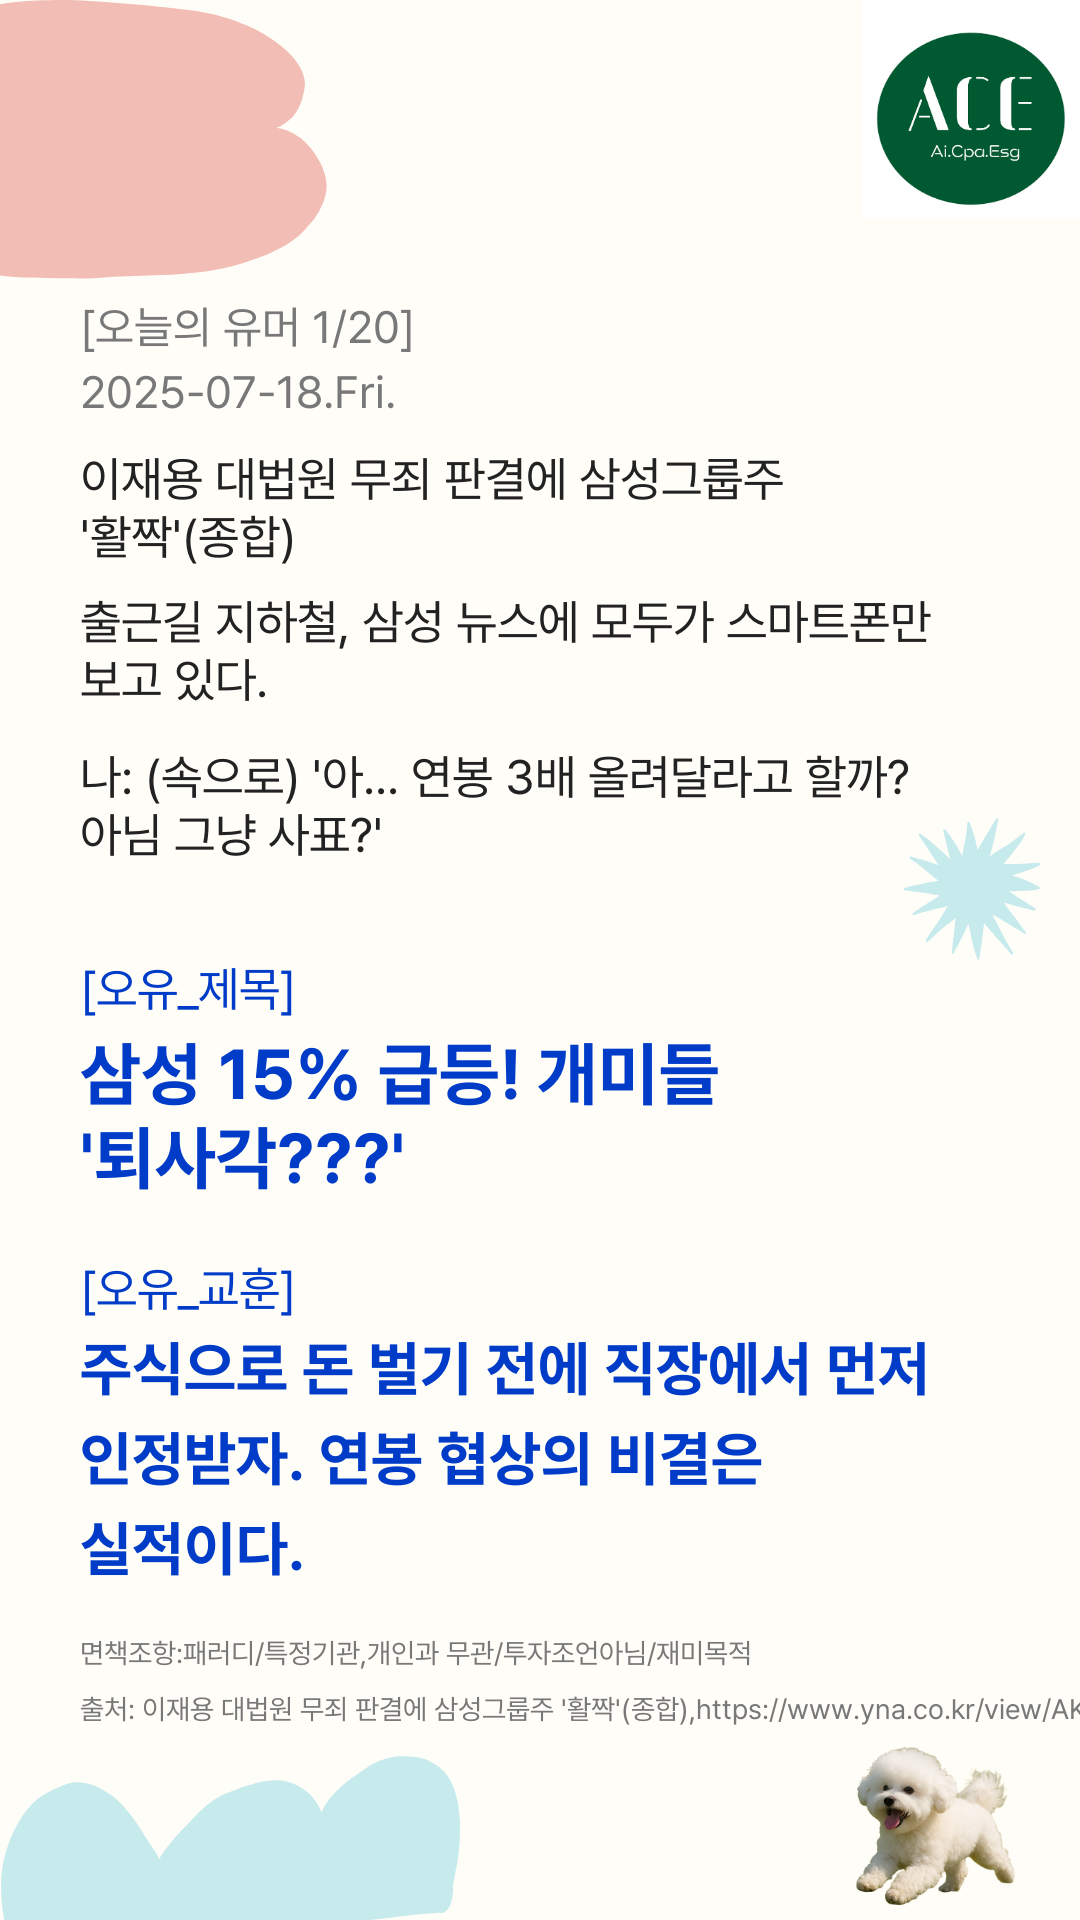 ACE
Ai.Cpa.Esg
[오늘의 유머 1/20]
2025-07-18.Fri.
이재용 대법원 무죄 판결에 삼성그룹주
'활짝'(종합)
출근길 지하철, 삼성 뉴스에 모두가 스마트폰만
보고 있다.
나: (속으로) '아... 연봉 3배 올려달라고 할까?
아님 그냥 사표?'
[오유_제목]
삼성 15% 급등! 개미들
'퇴사각???'
[오유_교훈]
주식으로 돈 벌기 전에 직장에서 먼저
인정받자. 연봉 협상의 비결은
실적이다.
면책조항:패러디/특정기관,개인과 무관/투자조언아님/재미목적
출처: 이재용 대법원 무죄 판결에 삼성그룹주 '활짝'(종합),https://www.yna.co.kr/view/AK